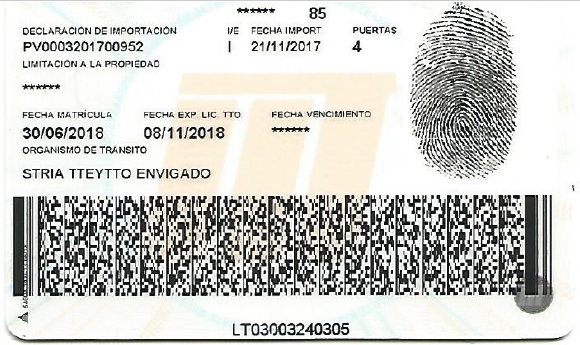 ****** 85
DECLARACIÓN DE IMPORTACIÓN I/E FECHA IMPORT. PUERTAS
PV0003201700952 I 21/11/2017 4
LIMITACIÓN A LA PROPIEDAD
******
FECHA MATRÍCULA FECHA EXP. LIC. TTO. FECHA VENCIMIENTO
30/06/2018 08/11/2018 ******
ORGANISMO DE TRÁNSITO
STRIA TTEYTTO ENVIGADO
LT03003240305